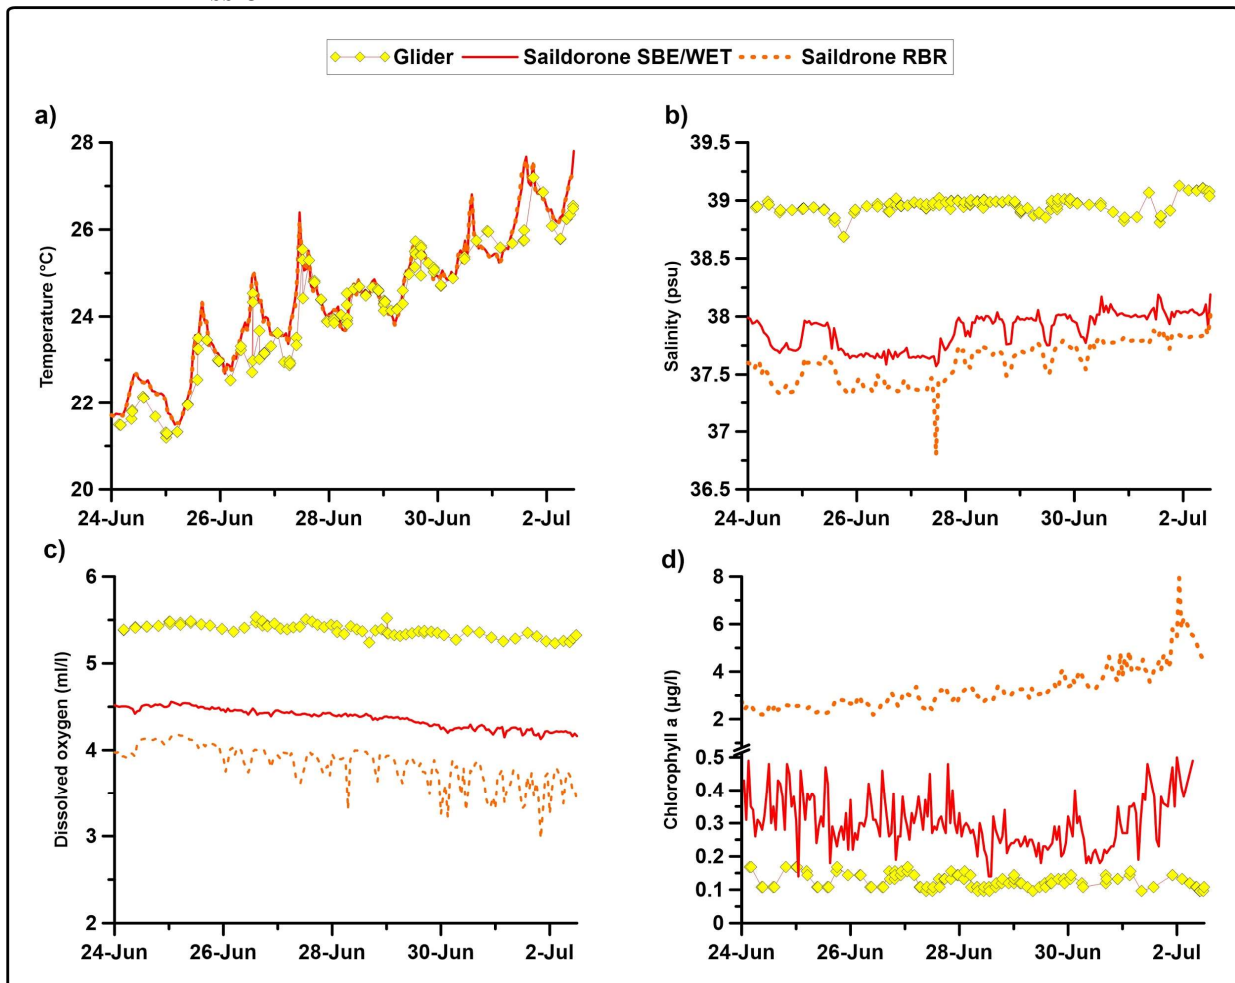 Glider Saildorone SBE/WET Saildrone RBR
a)
Temperature (°C)
28
26
24
22
20
24-Jun 26-Jun 28-Jun 30-Jun 2-Jul
b)
Salinity (psu)
39.5
39
38.5
38
37.5
37
36.5
24-Jun 26-Jun 28-Jun 30-Jun 2-Jul
c)
Dissolved oxygen (ml/l)
6
5
4
3
2
24-Jun 26-Jun 28-Jun 30-Jun 2-Jul
d)
Chlorophyll a (µg/l)
8
6
4
2
0.5
0.4
0.3
0.2
0.1
0
24-Jun 26-Jun 28-Jun 30-Jun 2-Jul